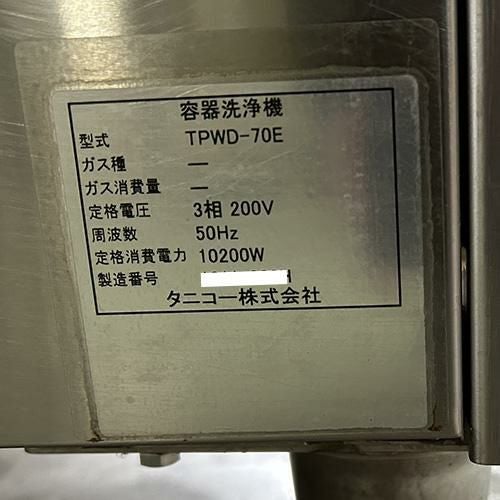 容器洗浄機
型式 TPWD-70E
ガス種 —
ガス消費量 —
定格電圧 3相 200V
周波数 50Hz
定格消費電力 10200W
製造番号
タニコー株式会社